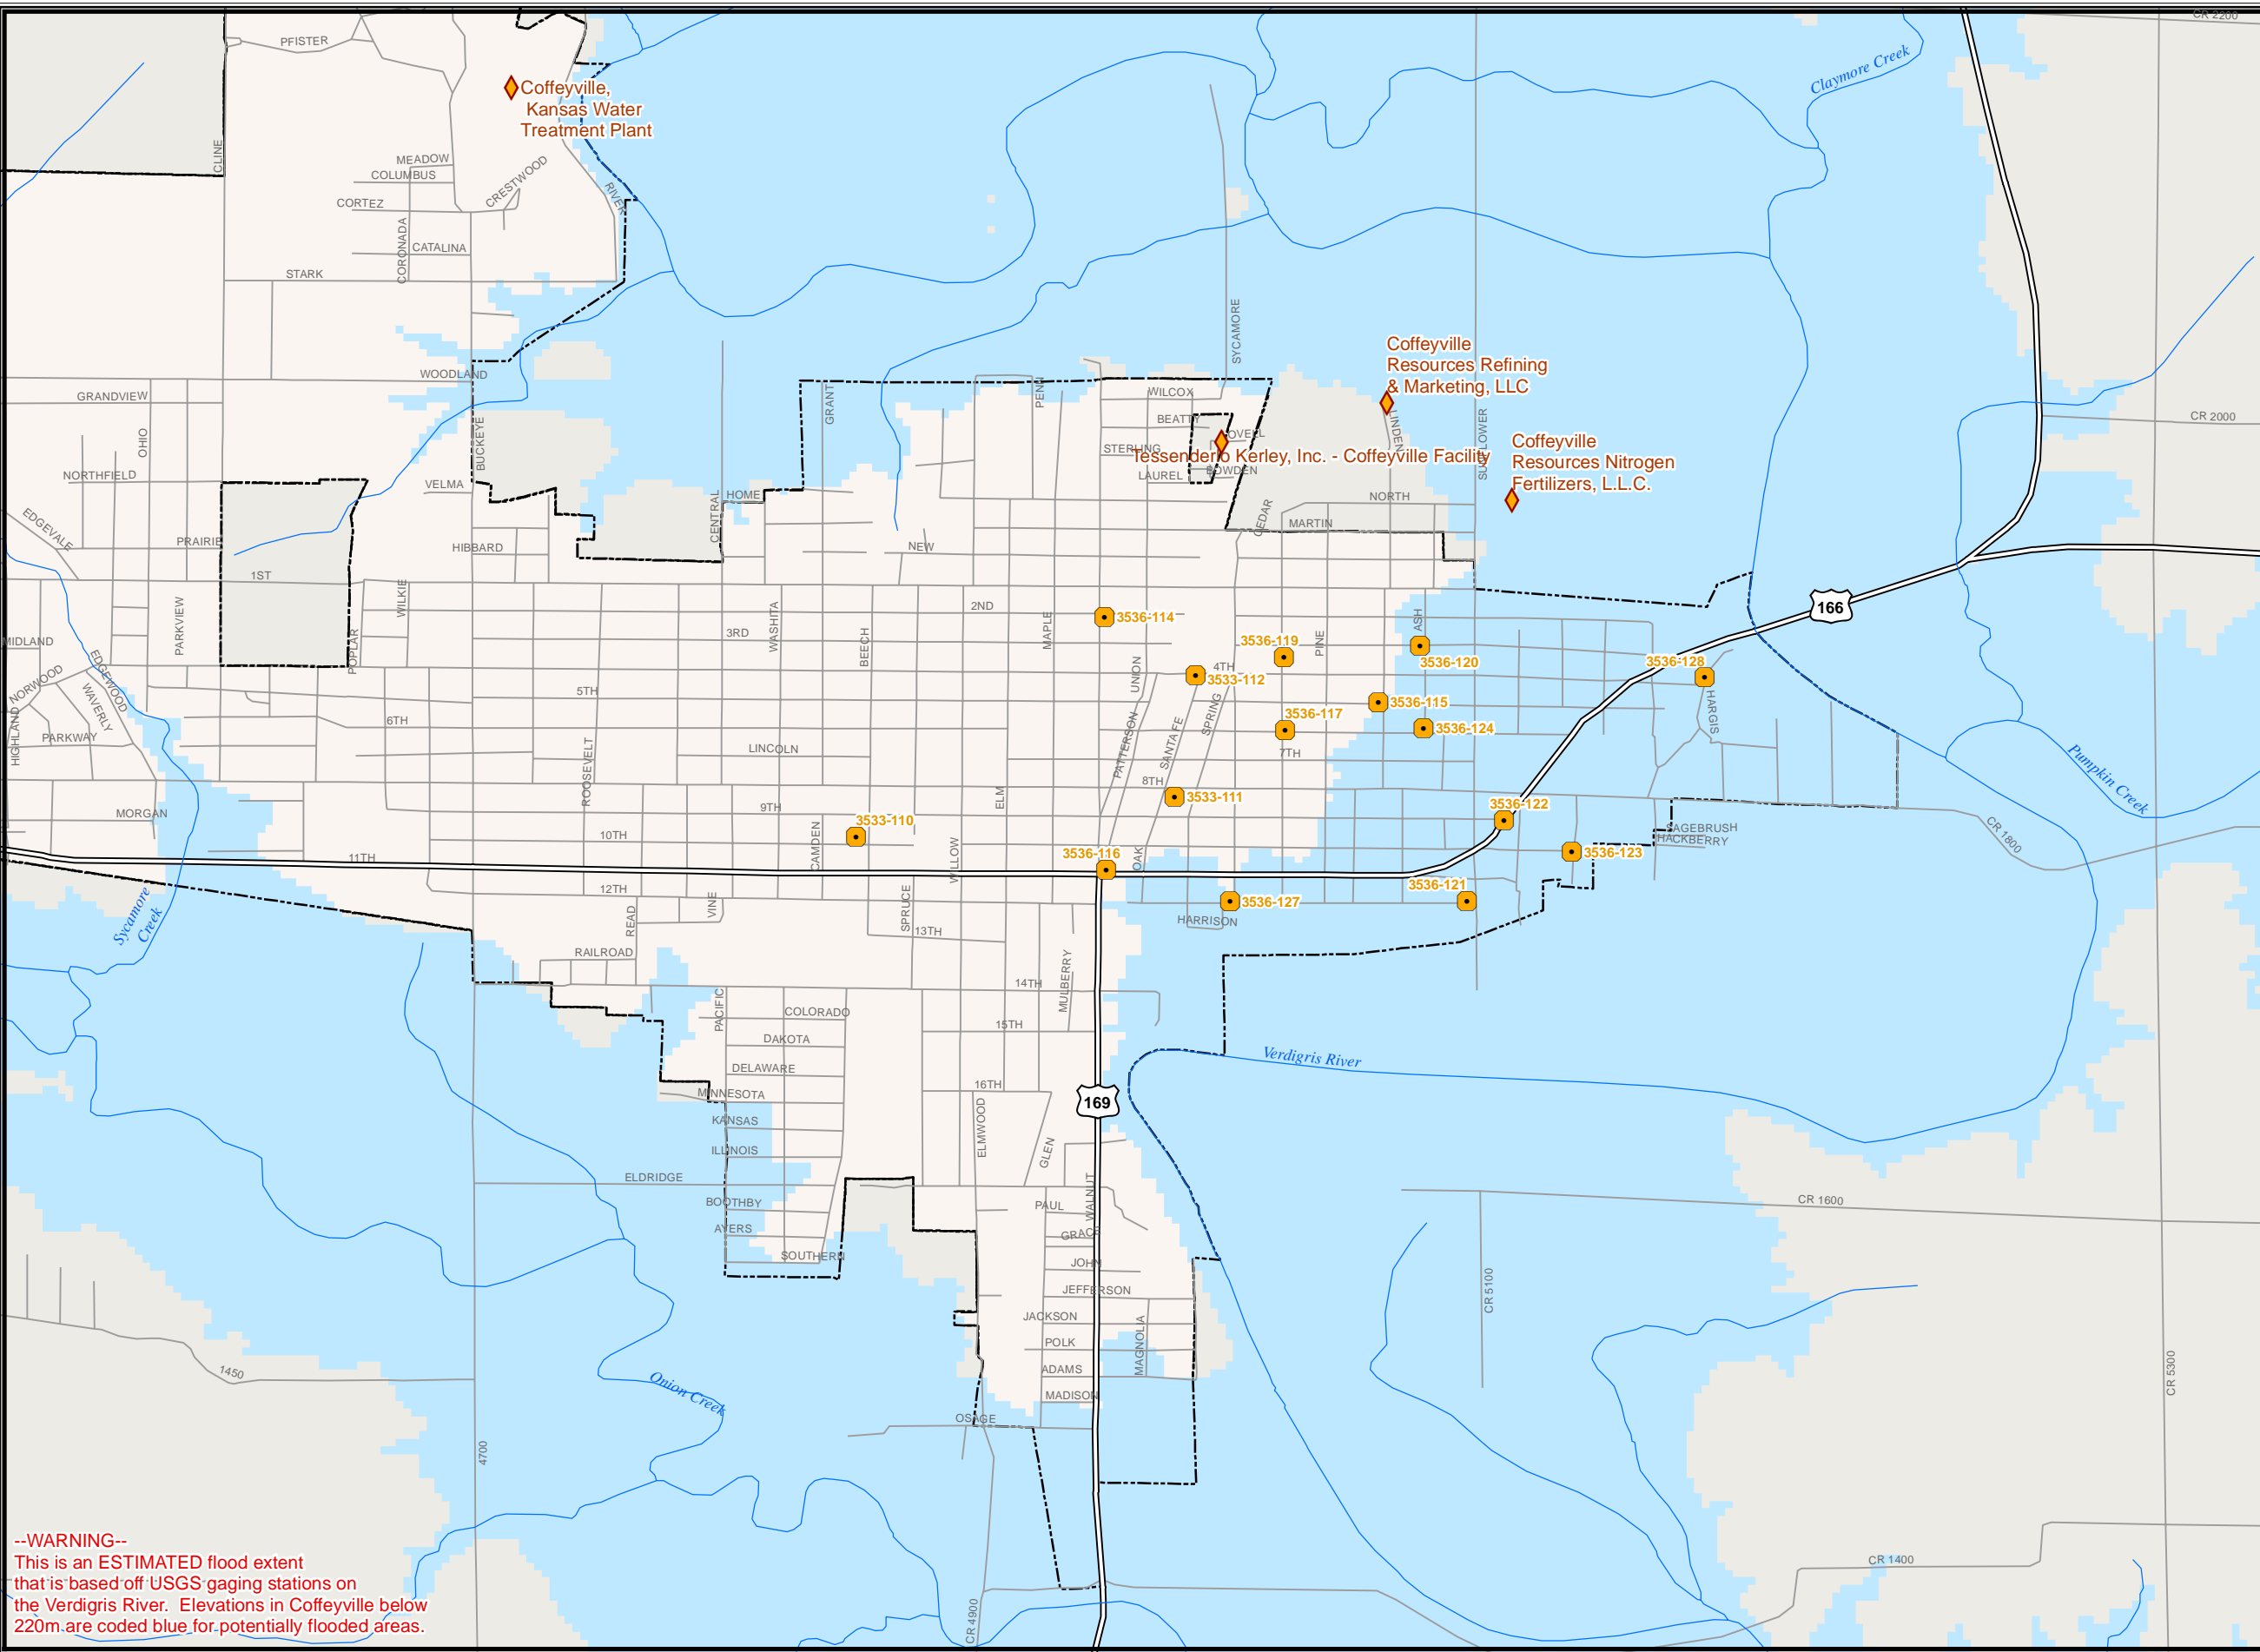 CR 2200
PFISTER
Claymore Creek
Coffeyville,
Kansas Water
Treatment Plant
CLINE
MEADOW
COLUMBUS
CRESTWOOD
CORTEZ
RIVER
CORONADA
CATALINA
STARK
SYCAMORE
Coffeyville
Resources Refining
& Marketing, LLC
WOODLAND
GRANDVIEW
PENN
WILCOX
GRANT
BEATTY
LINDEN
SUNFLOWER
CR 2000
OHIO
BUCKEYE
STERLING
OVELL
Coffeyville
Resources Nitrogen
Fertilizers, L.L.C.
Tessenderlo Kerley, Inc. - Coffeyville Facility
NORTHFIELD
VELMA
LAUREL
BOWDEN
HOME
NORTH
CENTRAL
CEDAR
MARTIN
EDGEVALE
PRAIRIE
HIBBARD
NEW
1ST
WILKIE
2ND
166
PARKVIEW
WASHITA
MAPLE
3536-114
ASH
MIDLAND
POPLAR
3RD
BEECH
3536-119
PINE
3536-120
3536-128
EDGEWOOD
NORWOOD
UNION
4TH
3533-112
WAVERLY
5TH
3536-115
HARGIS
HIGHLAND
6TH
SPRING
3536-117
3536-124
PARKWAY
LINCOLN
PATTERSON
SANTA FE
7TH
Pumpkin Creek
ROOSEVELT
8TH
ELM
3533-111
MORGAN
9TH
3536-122
3533-110
CR 1800
SAGEBRUSH
HACKBERRY
10TH
CAMDEN
WILLOW
OAK
3536-116
3536-123
11TH
12TH
3536-121
Sycamore
Creek
READ
VINE
SPRUCE
3536-127
HARRISON
13TH
RAILROAD
MULBERRY
14TH
PACIFIC
COLORADO
15TH
DAKOTA
Verdigris River
DELAWARE
16TH
MINNESOTA
169
KANSAS
ELMWOOD
ILLINOIS
GLEN
ELDRIDGE
BOOTHBY
PAUL
WALNUT
CR 1600
AYERS
GRACE
SOUTHERN
JOHN
JEFFERSON
CR 5100
JACKSON
MAGNOLIA
POLK
1450
ADAMS
CR 5300
Onion Creek
MADISON
OSAGE
4700
CR 1400
CR 4900
--WARNING--
This is an ESTIMATED flood extent
that is based off USGS gaging stations on
the Verdigris River. Elevations in Coffeyville below
220m are coded blue for potentially flooded areas.